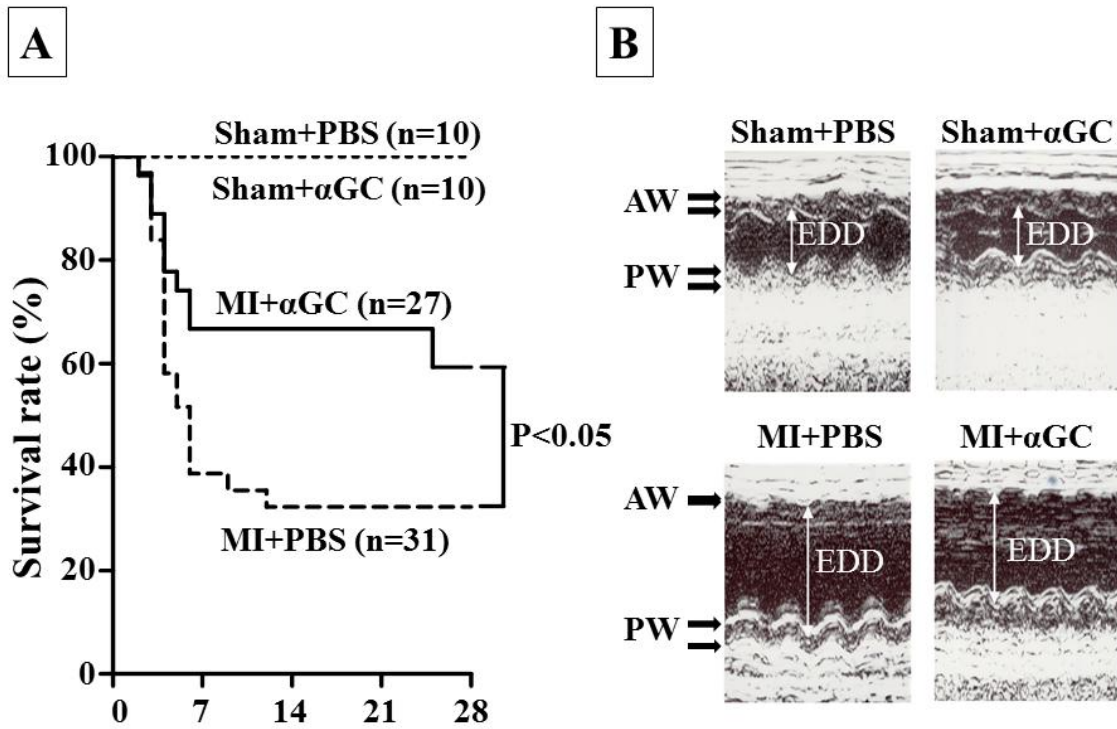 A
Sham+PBS (n=10)
Sham+αGC (n=10)
MI+αGC (n=27)
P<0.05
MI+PBS (n=31)
Survival rate (%)
100
80
60
40
20
0
0 7 14 21 28
B
Sham+PBS Sham+αGC
AW
EDD EDD
PW
MI+PBS MI+αGC
AW
EDD EDD
PW